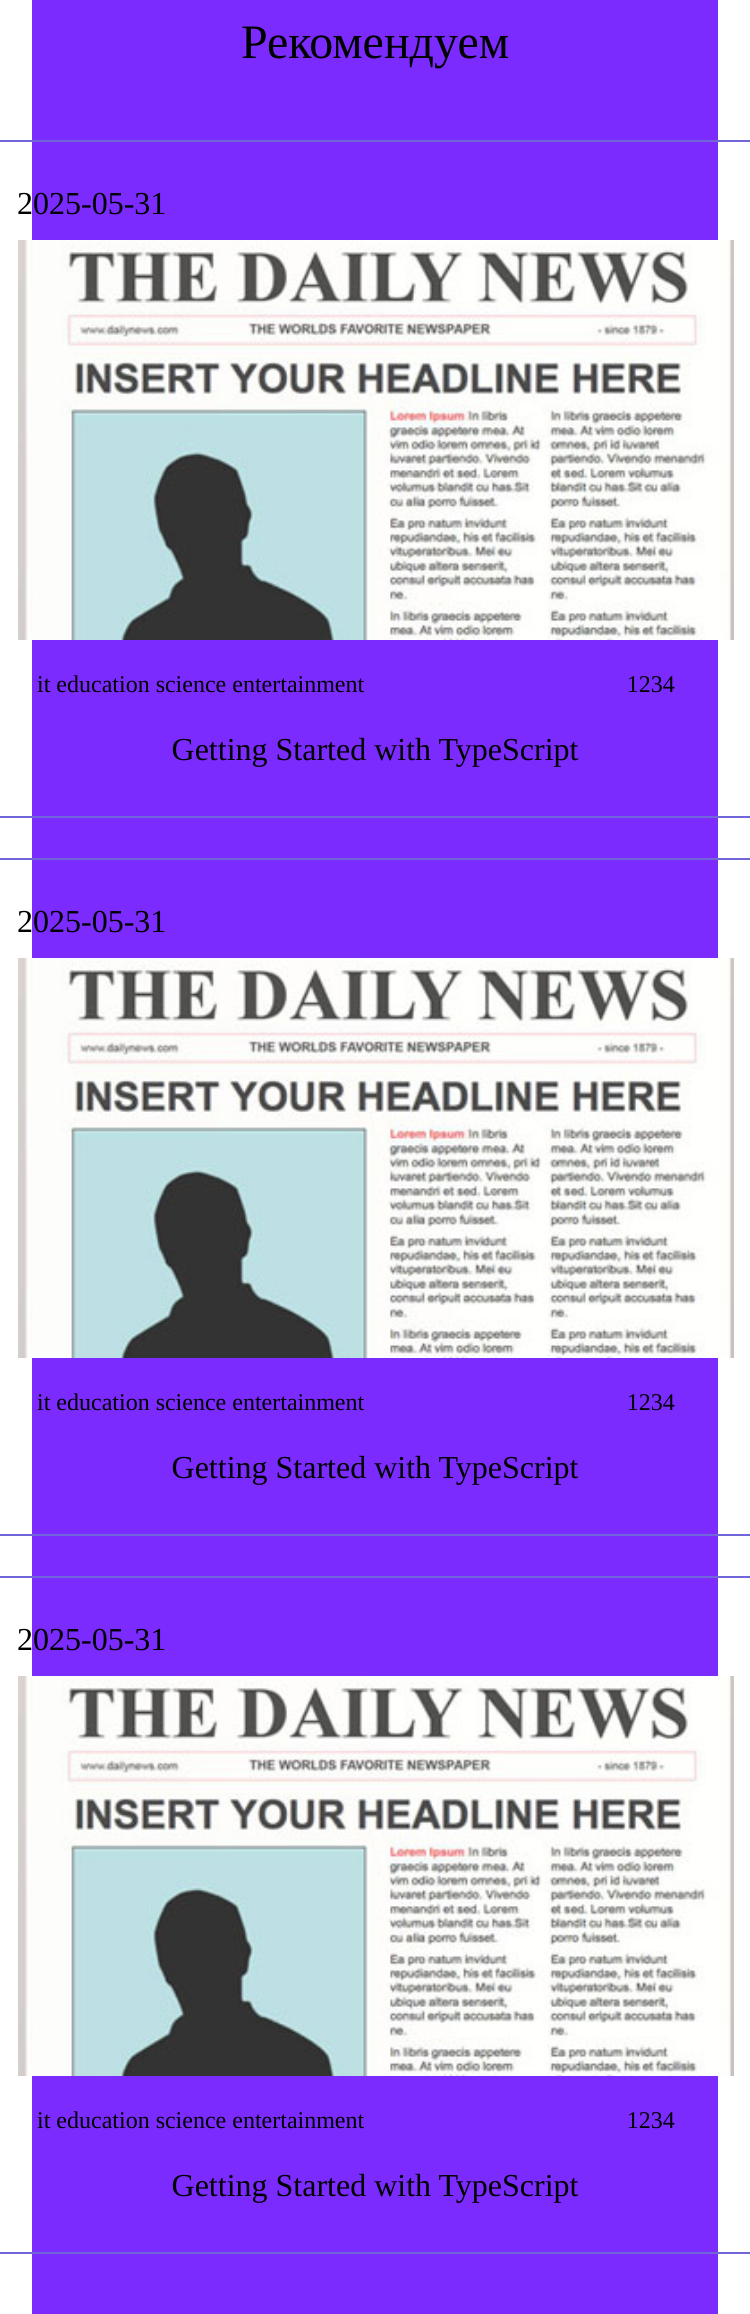 Рекомендуем
2025-05-31
THE DAILY NEWS
www.dailynews.com THE WORLDS FAVORITE NEWSPAPER - since 1879 -
INSERT YOUR HEADLINE HERE
Lorem Ipsum In libris
graecis appetere mea. At
vim odio lorem omnes, pri id
iuvaret partiendo. Vivendo
menandri et sed. Lorem
volumus blandit cu has.Sit
cu alia porro fuisset.
Ea pro natum invidunt
repudiandae, his et facilisis
vituperatoribus. Mei eu
ubique altera senserit,
consul eripuit accusata has
ne.
In libris graecis appetere
mea. At vim odio lorem
In libris graecis appetere
mea. At vim odio lorem
omnes, pri id iuvaret
partiendo. Vivendo menandri
et sed. Lorem volumus
blandit cu has.Sit cu alia
porro fuisset.
Ea pro natum invidunt
repudiandae, his et facilisis
vituperatoribus. Mei eu
ubique altera senserit,
consul eripuit accusata has
ne.
Ea pro natum invidunt
repudiandae, his et facilisis
it education science entertainment 1234
Getting Started with TypeScript
2025-05-31
THE DAILY NEWS
www.dailynews.com THE WORLDS FAVORITE NEWSPAPER - since 1879 -
INSERT YOUR HEADLINE HERE
Lorem Ipsum In libris
graecis appetere mea. At
vim odio lorem omnes, pri id
iuvaret partiendo. Vivendo
menandri et sed. Lorem
volumus blandit cu has.Sit
cu alia porro fuisset.
Ea pro natum invidunt
repudiandae, his et facilisis
vituperatoribus. Mei eu
ubique altera senserit,
consul eripuit accusata has
ne.
In libris graecis appetere
mea. At vim odio lorem
In libris graecis appetere
mea. At vim odio lorem
omnes, pri id iuvaret
partiendo. Vivendo menandri
et sed. Lorem volumus
blandit cu has.Sit cu alia
porro fuisset.
Ea pro natum invidunt
repudiandae, his et facilisis
vituperatoribus. Mei eu
ubique altera senserit,
consul eripuit accusata has
ne.
Ea pro natum invidunt
repudiandae, his et facilisis
it education science entertainment 1234
Getting Started with TypeScript
2025-05-31
THE DAILY NEWS
www.dailynews.com THE WORLDS FAVORITE NEWSPAPER - since 1879 -
INSERT YOUR HEADLINE HERE
Lorem Ipsum In libris
graecis appetere mea. At
vim odio lorem omnes, pri id
iuvaret partiendo. Vivendo
menandri et sed. Lorem
volumus blandit cu has.Sit
cu alia porro fuisset.
Ea pro natum invidunt
repudiandae, his et facilisis
vituperatoribus. Mei eu
ubique altera senserit,
consul eripuit accusata has
ne.
In libris graecis appetere
mea. At vim odio lorem
In libris graecis appetere
mea. At vim odio lorem
omnes, pri id iuvaret
partiendo. Vivendo menandri
et sed. Lorem volumus
blandit cu has.Sit cu alia
porro fuisset.
Ea pro natum invidunt
repudiandae, his et facilisis
vituperatoribus. Mei eu
ubique altera senserit,
consul eripuit accusata has
ne.
Ea pro natum invidunt
repudiandae, his et facilisis
it education science entertainment 1234
Getting Started with TypeScript